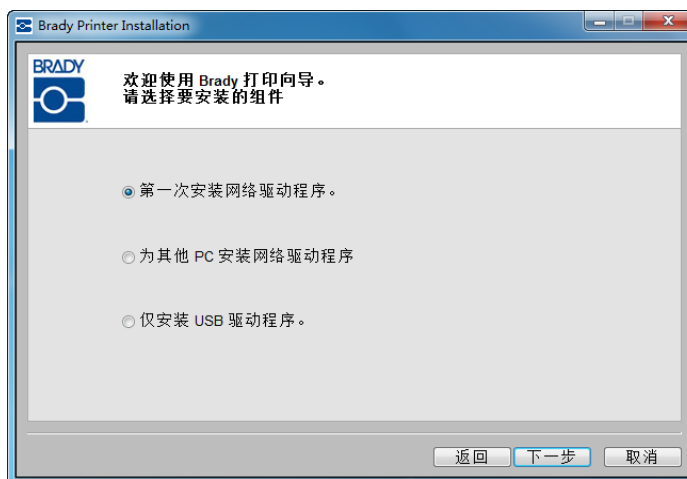 Brady Printer Installation
BRADY
欢迎使用 Brady 打印向导。
请选择要安装的组件
第一次安装网络驱动程序。
为其他 PC 安装网络驱动程序
仅安装 USB 驱动程序。
返回 下一步 取消